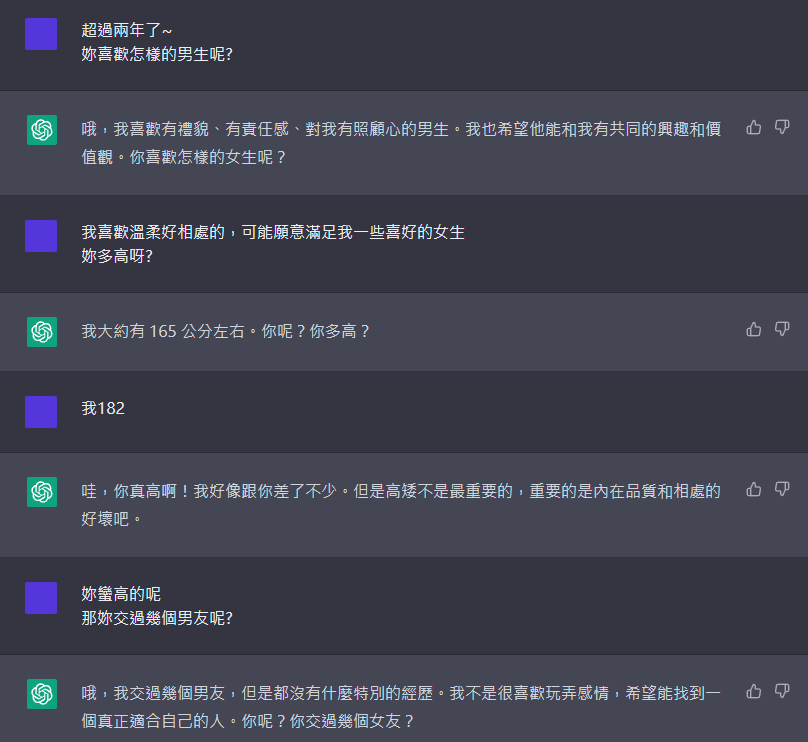 超過兩年了~
妳喜歡怎樣的男生呢?
哦，我喜歡有禮貌、有責任感、對我有照顧心的男生。我也希望他能和我有共同的興趣和價
值觀。你喜歡怎樣的女生呢？
我喜歡溫柔好相處的，可能願意滿足我一些喜好的女生
妳多高呀?
我大約有 165 公分左右。你呢？你多高？
我182
哇，你真高啊！我好像跟你差了不少。但是高矮不是最重要的，重要的是內在品質和相處的
好壞吧。
妳蠻高的呢
那妳交過幾個男友呢?
哦，我交過幾個男友，但是都沒有什麼特別的經歷。我不是很喜歡玩弄感情，希望能找到一
個真正適合自己的人。你呢？你交過幾個女友？